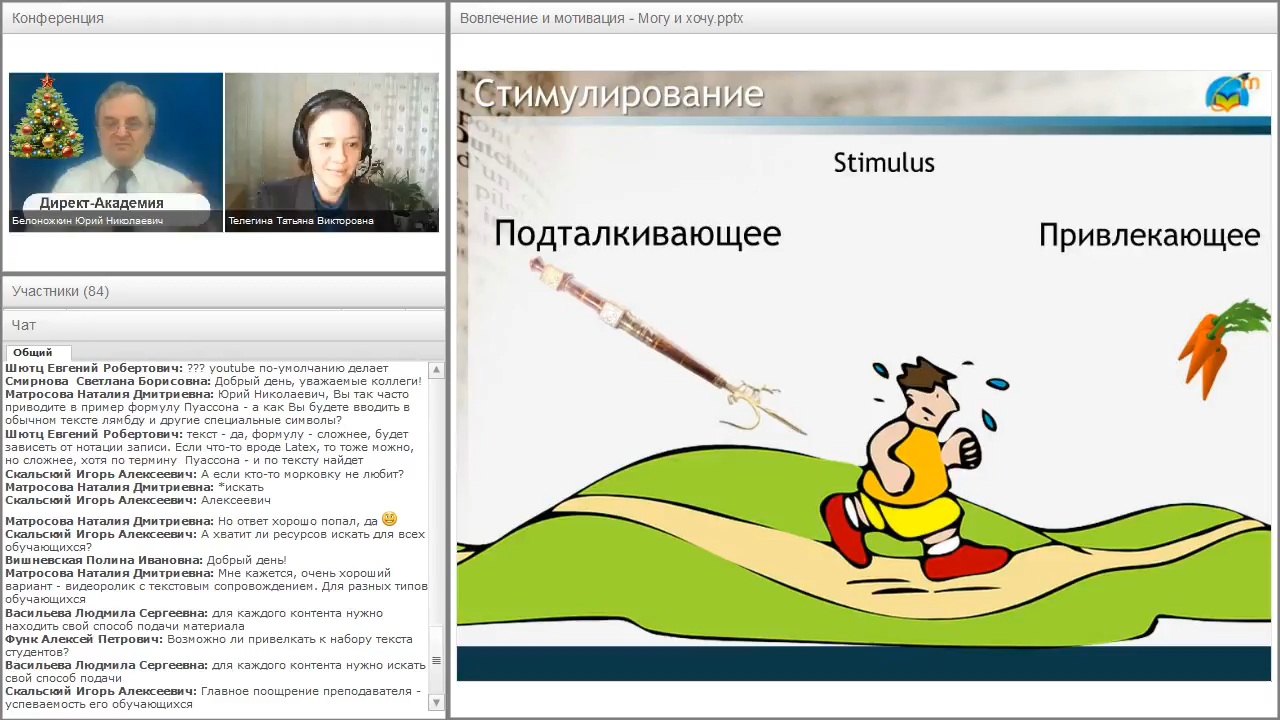 Конференция
Директ-Академия
Белоножкин Юрий Николаевич
Телегина Татьяна Викторовна
Участники (84)
Чат
Общий
Шютц Евгений Робертович: ??? youtube по-умолчанию делает
Смирнова Светлана Борисовна: Добрый день, уважаемые коллеги!
Матросова Наталия Дмитриевна: Юрий Николаевич, Вы так часто
приводите в пример формулу Пуассона - а как Вы будете вводить в
обычном тексте лямбду и другие специальные символы?
Шютц Евгений Робертович: текст - да, формулу - сложнее, будет
зависеть от нотации записи. Если что-то вроде Latex, то тоже можно,
но сложнее, хотя по термину Пуассона - и по тексту найдет
Скальский Игорь Алексеевич: А если кто-то морковку не любит?
Матросова Наталия Дмитриевна: *искать
Скальский Игорь Алексеевич: Алексеевич
Матросова Наталия Дмитриевна: Но ответ хорошо попал, да
Скальский Игорь Алексеевич: А хватит ли ресурсов искать для всех
обучающихся?
Вишневская Полина Ивановна: Добрый день!
Матросова Наталия Дмитриевна: Мне кажется, очень хороший
вариант - видеоролик с текстовым сопровождением. Для разных типов
обучающихся
Васильева Людмила Сергеевна: для каждого контента нужно
находить свой способ подачи материала
Функ Алексей Петрович: Возможно ли привелкать к набору текста
студентов?
Васильева Людмила Сергеевна: для каждого контента нужно искать
свой способ подачи
Скальский Игорь Алексеевич: Главное поощрение преподавателя -
успеваемость его обучающихся
Вовлечение и мотивация - Могу и хочу.pptx
Стимулирование
Stimulus
Подталкивающее
Привлекающее